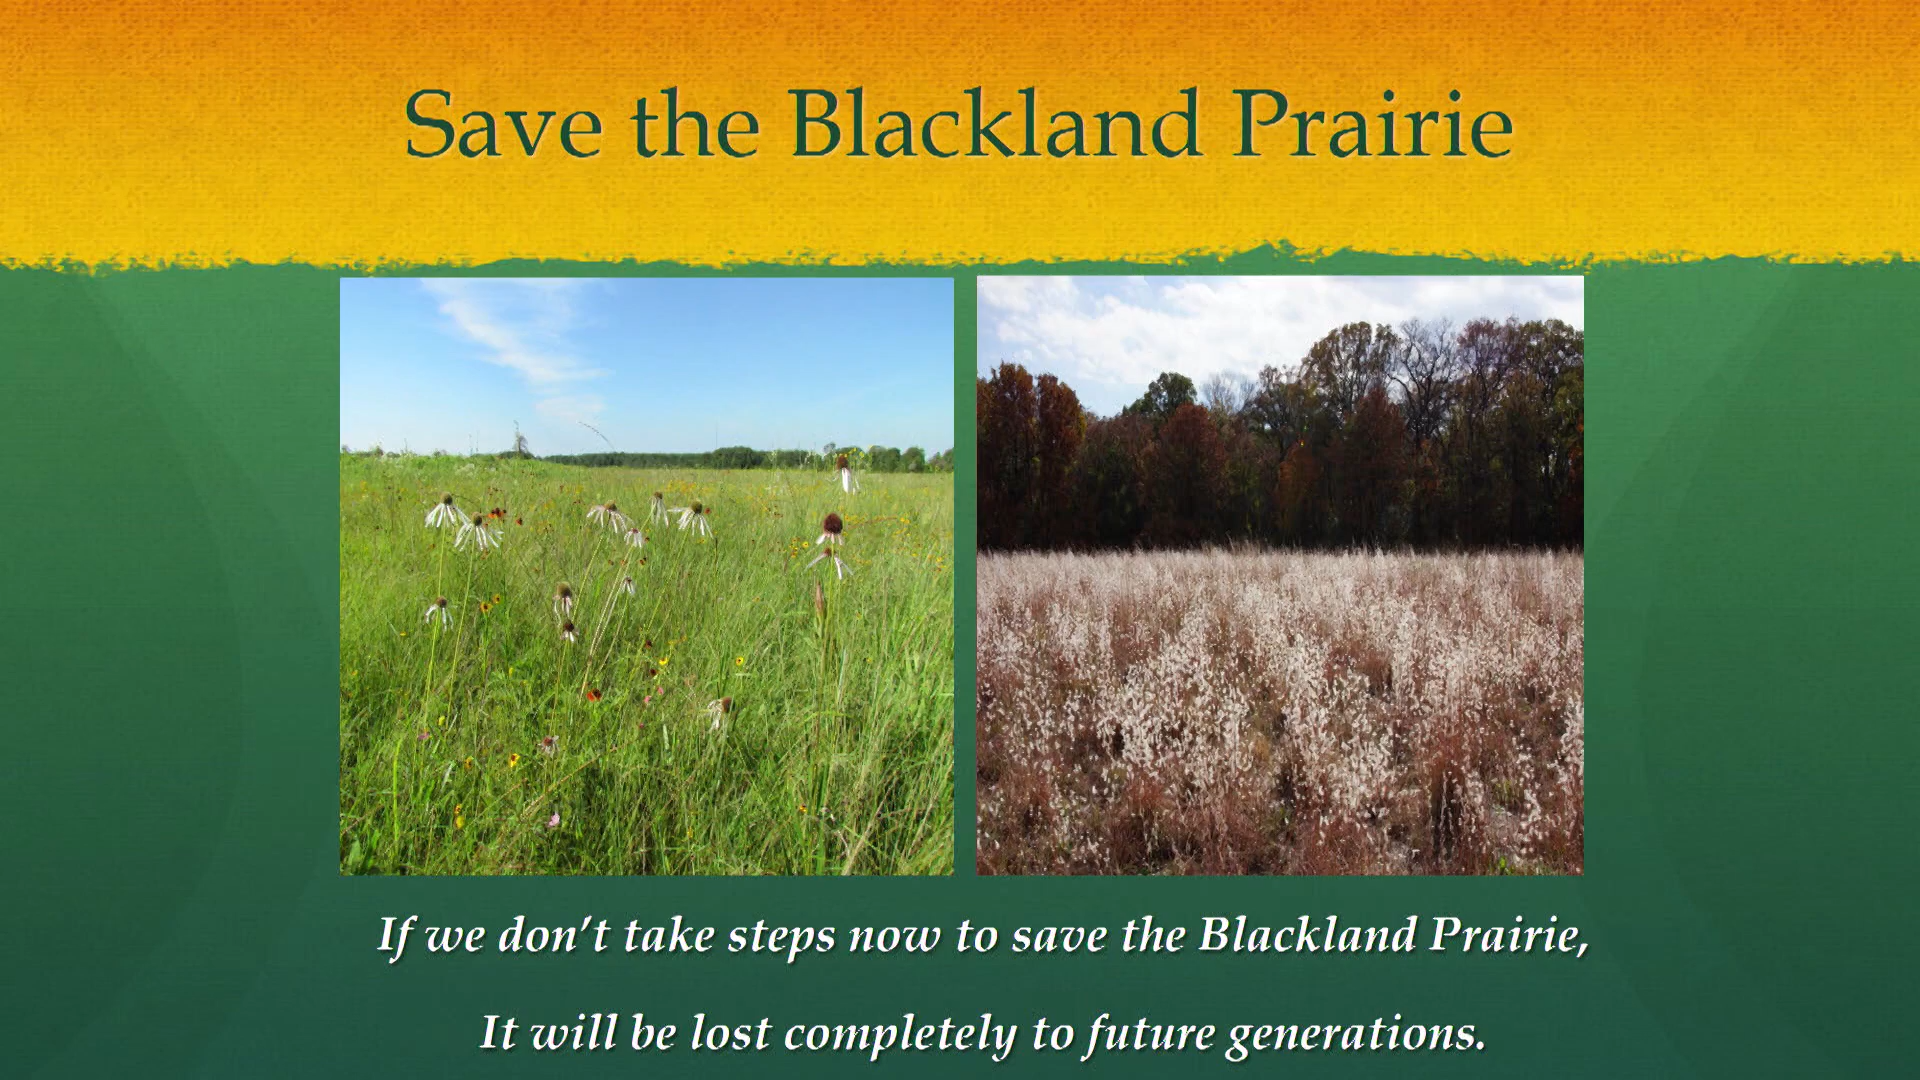 Save the Blackland Prairie
If we don’t take steps now to save the Blackland Prairie,
It will be lost completely to future generations.